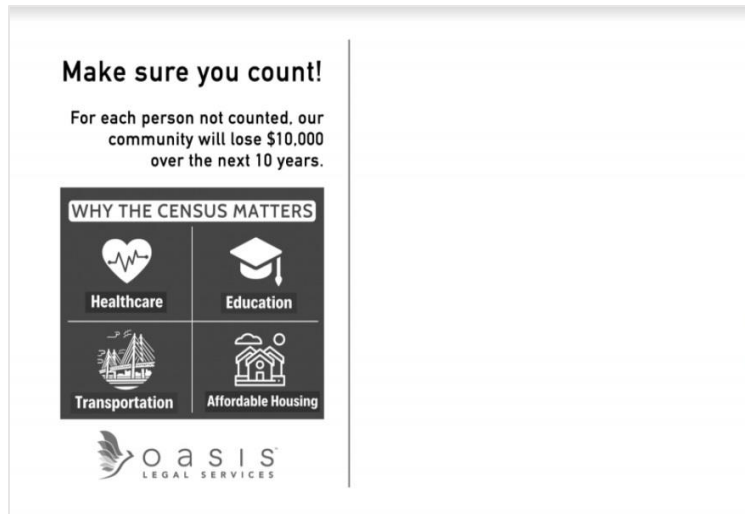 Make sure you count!
For each person not counted, our
community will lose $10,000
over the next 10 years.
WHY THE CENSUS MATTERS
Healthcare
Education
Transportation
Affordable Housing
oasis
LEGAL SERVICES